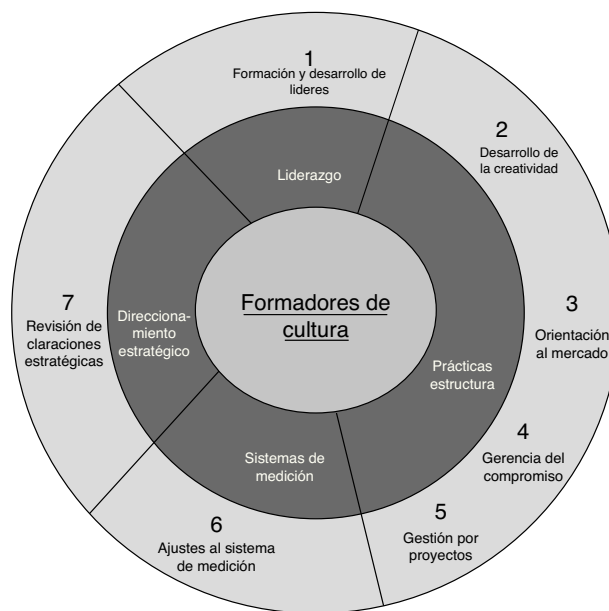 1
Formación y desarrollo de
lideres
2
Desarrollo de
la creatividad
3
Orientación
al mercado
4
Gerencia del
compromiso
5
Gestión por
proyectos
6
Ajustes al sistema
de medición
7
Revisión de
claraciones
estratégicas
Liderazgo
Prácticas
estructura
Sistemas de
medición
Direcciona-
miento
estratégico
Formadores de
cultura